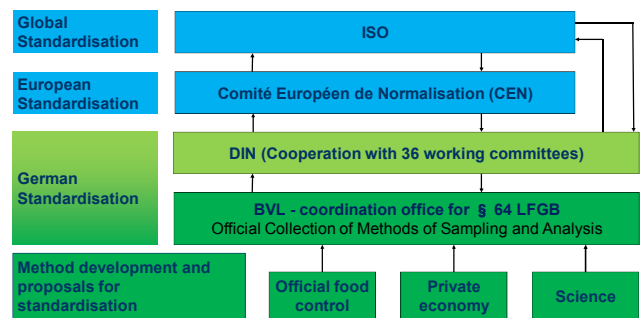 Global
Standardisation
ISO
European
Standardisation
Comité Européen de Normalisation (CEN)
German
Standardisation
DIN (Cooperation with 36 working committees)
BVL - coordination office for § 64 LFGB
Official Collection of Methods of Sampling and Analysis
Method development and
proposals for
standardisation
Official food
control
Private
economy
Science